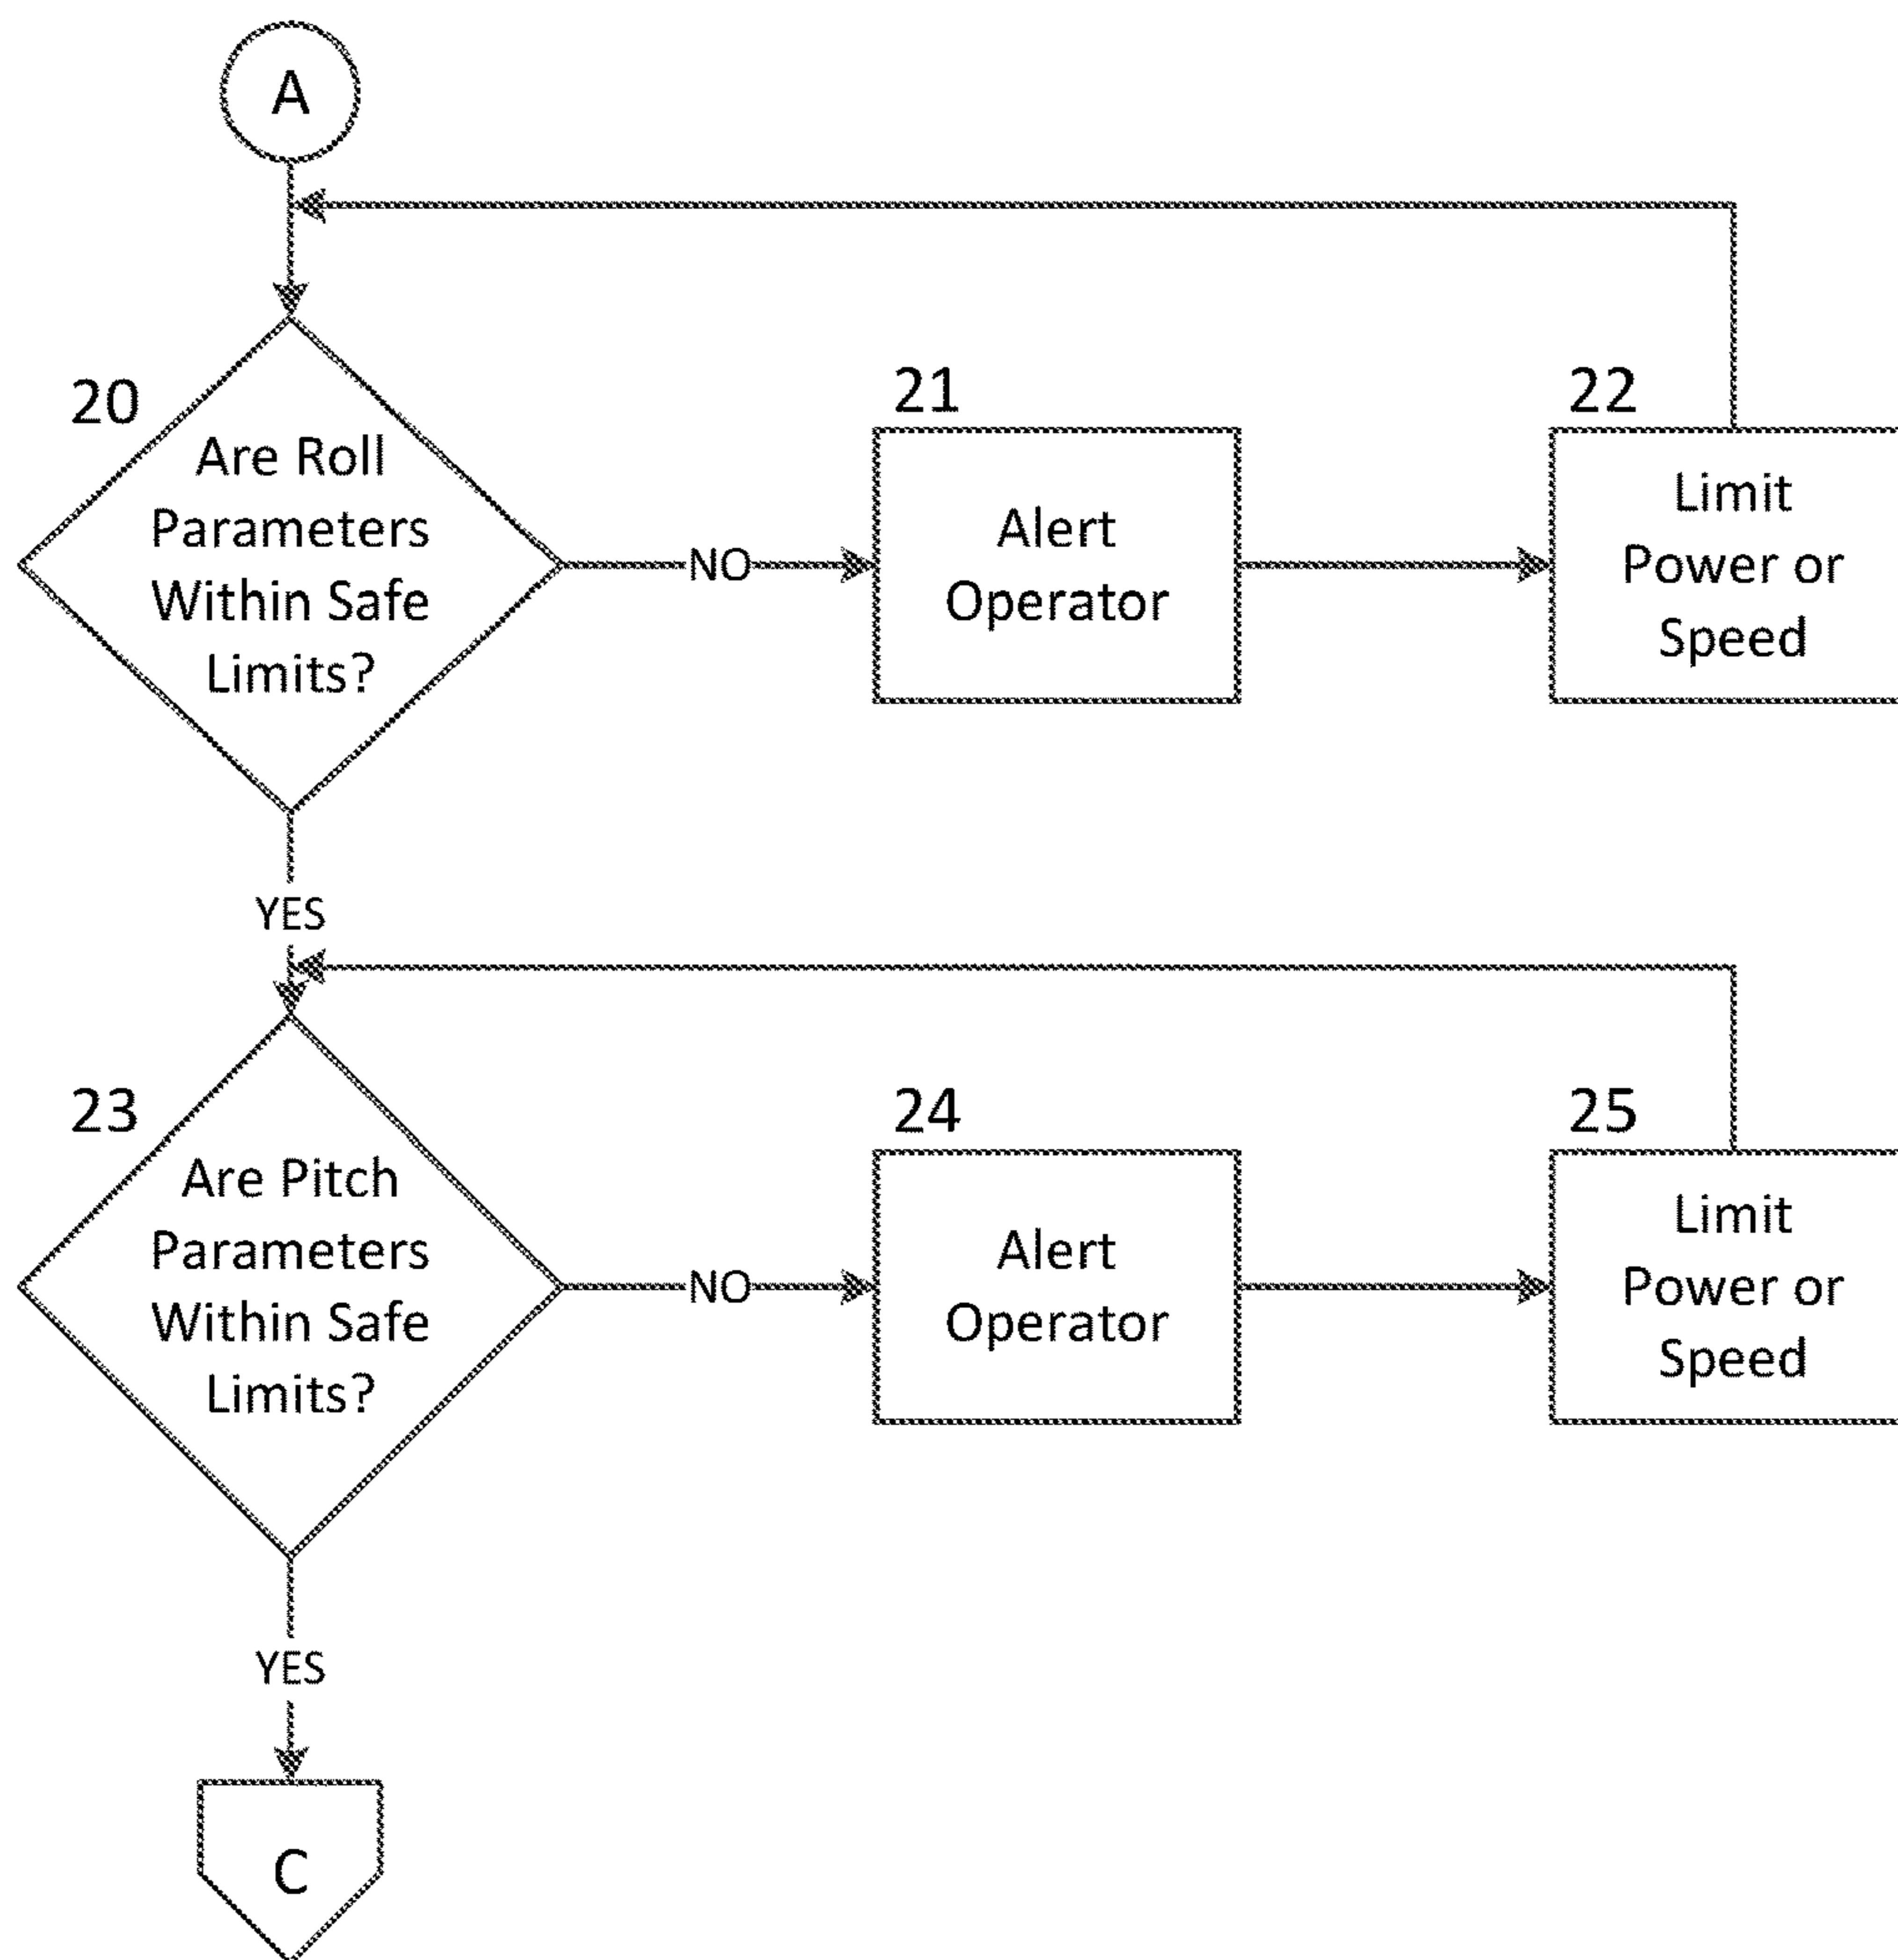 A
20
Are Roll
Parameters
Within Safe
Limits?
NO
21
Alert
Operator
22
Limit
Power or
Speed
YES
23
Are Pitch
Parameters
Within Safe
Limits?
NO
24
Alert
Operator
25
Limit
Power or
Speed
YES
C